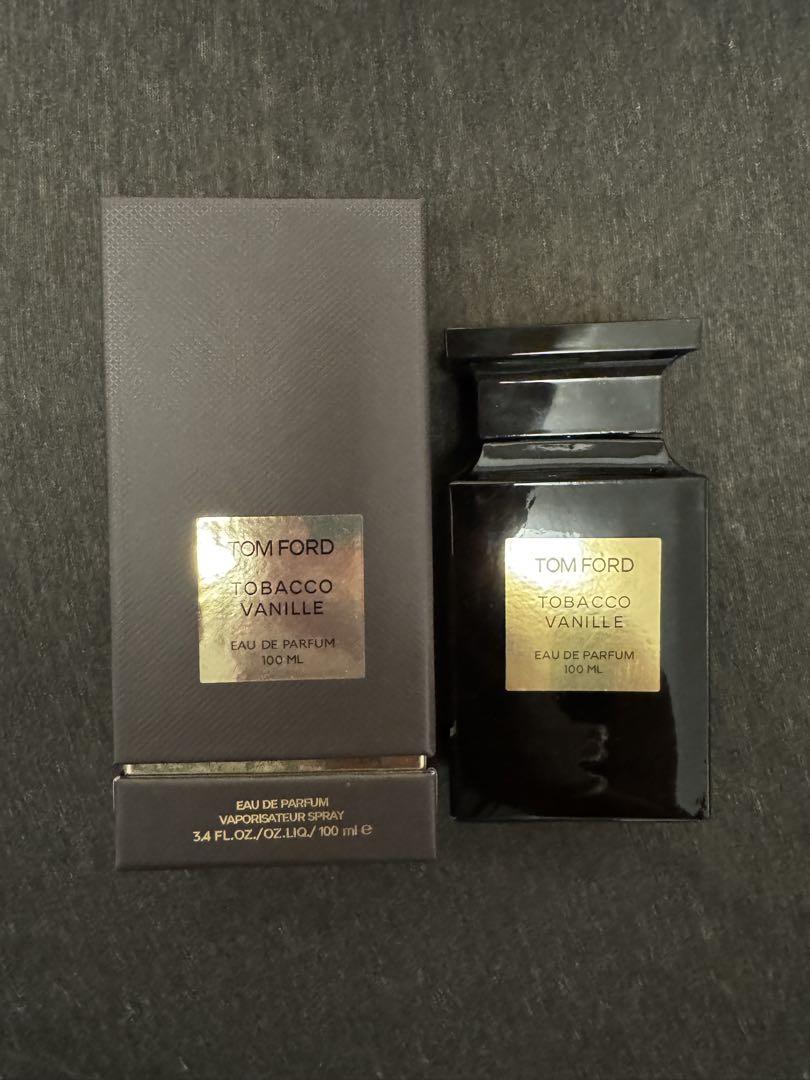 TOM FORD
TOBACCO
VANILLE
EAU DE PARFUM
100 ML
EAU DE PARFUM
VAPORISATEUR SPRAY
3.4 FL.OZ./OZ.LIQ./ 100 ml ℮
TOM FORD
TOBACCO
VANILLE
EAU DE PARFUM
100 ML